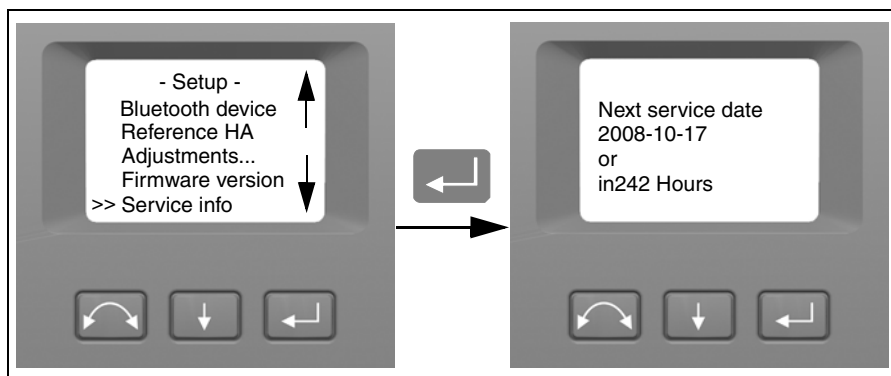 - Setup -
Bluetooth device
Reference HA
Adjustments...
Firmware version
>> Service info
Next service date
2008-10-17
or
in242 Hours